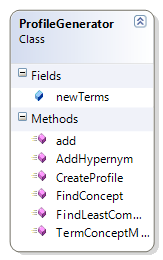 ProfileGenerator
Class
Fields
newTerms
Methods
add
AddHypernym
CreateProfile
FindConcept
FindLeastCom...
TermConceptM...